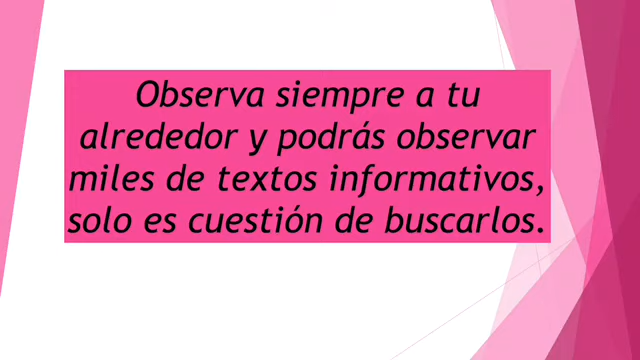 Observa siempre a tu
alrededor y podrás observar
miles de textos informativos,
solo es cuestión de buscarlos.